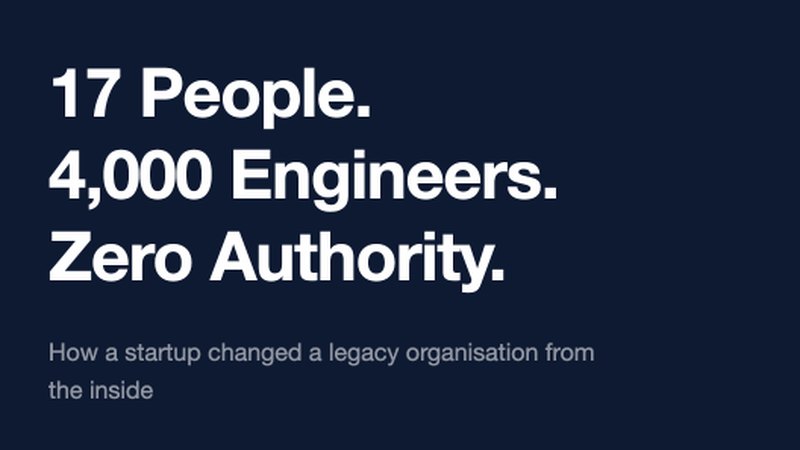 17 People.
4,000 Engineers.
Zero Authority.
How a startup changed a legacy organisation from
the inside